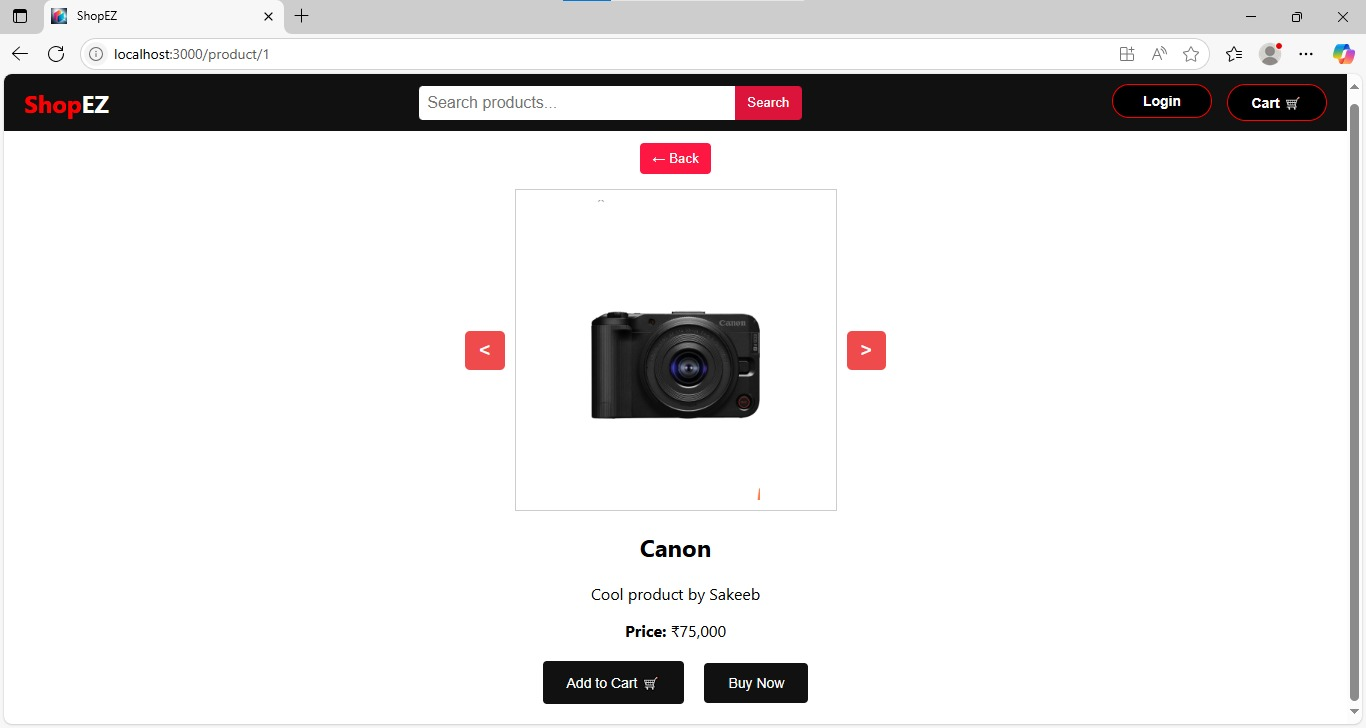 ShopEZ
localhost:3000/product/1
ShopEZ
Search products...
Search
Login
Cart 🛒
← Back
Canon
<
>
Canon
Cool product by Sakeeb
Price: ₹75,000
Add to Cart 🛒
Buy Now